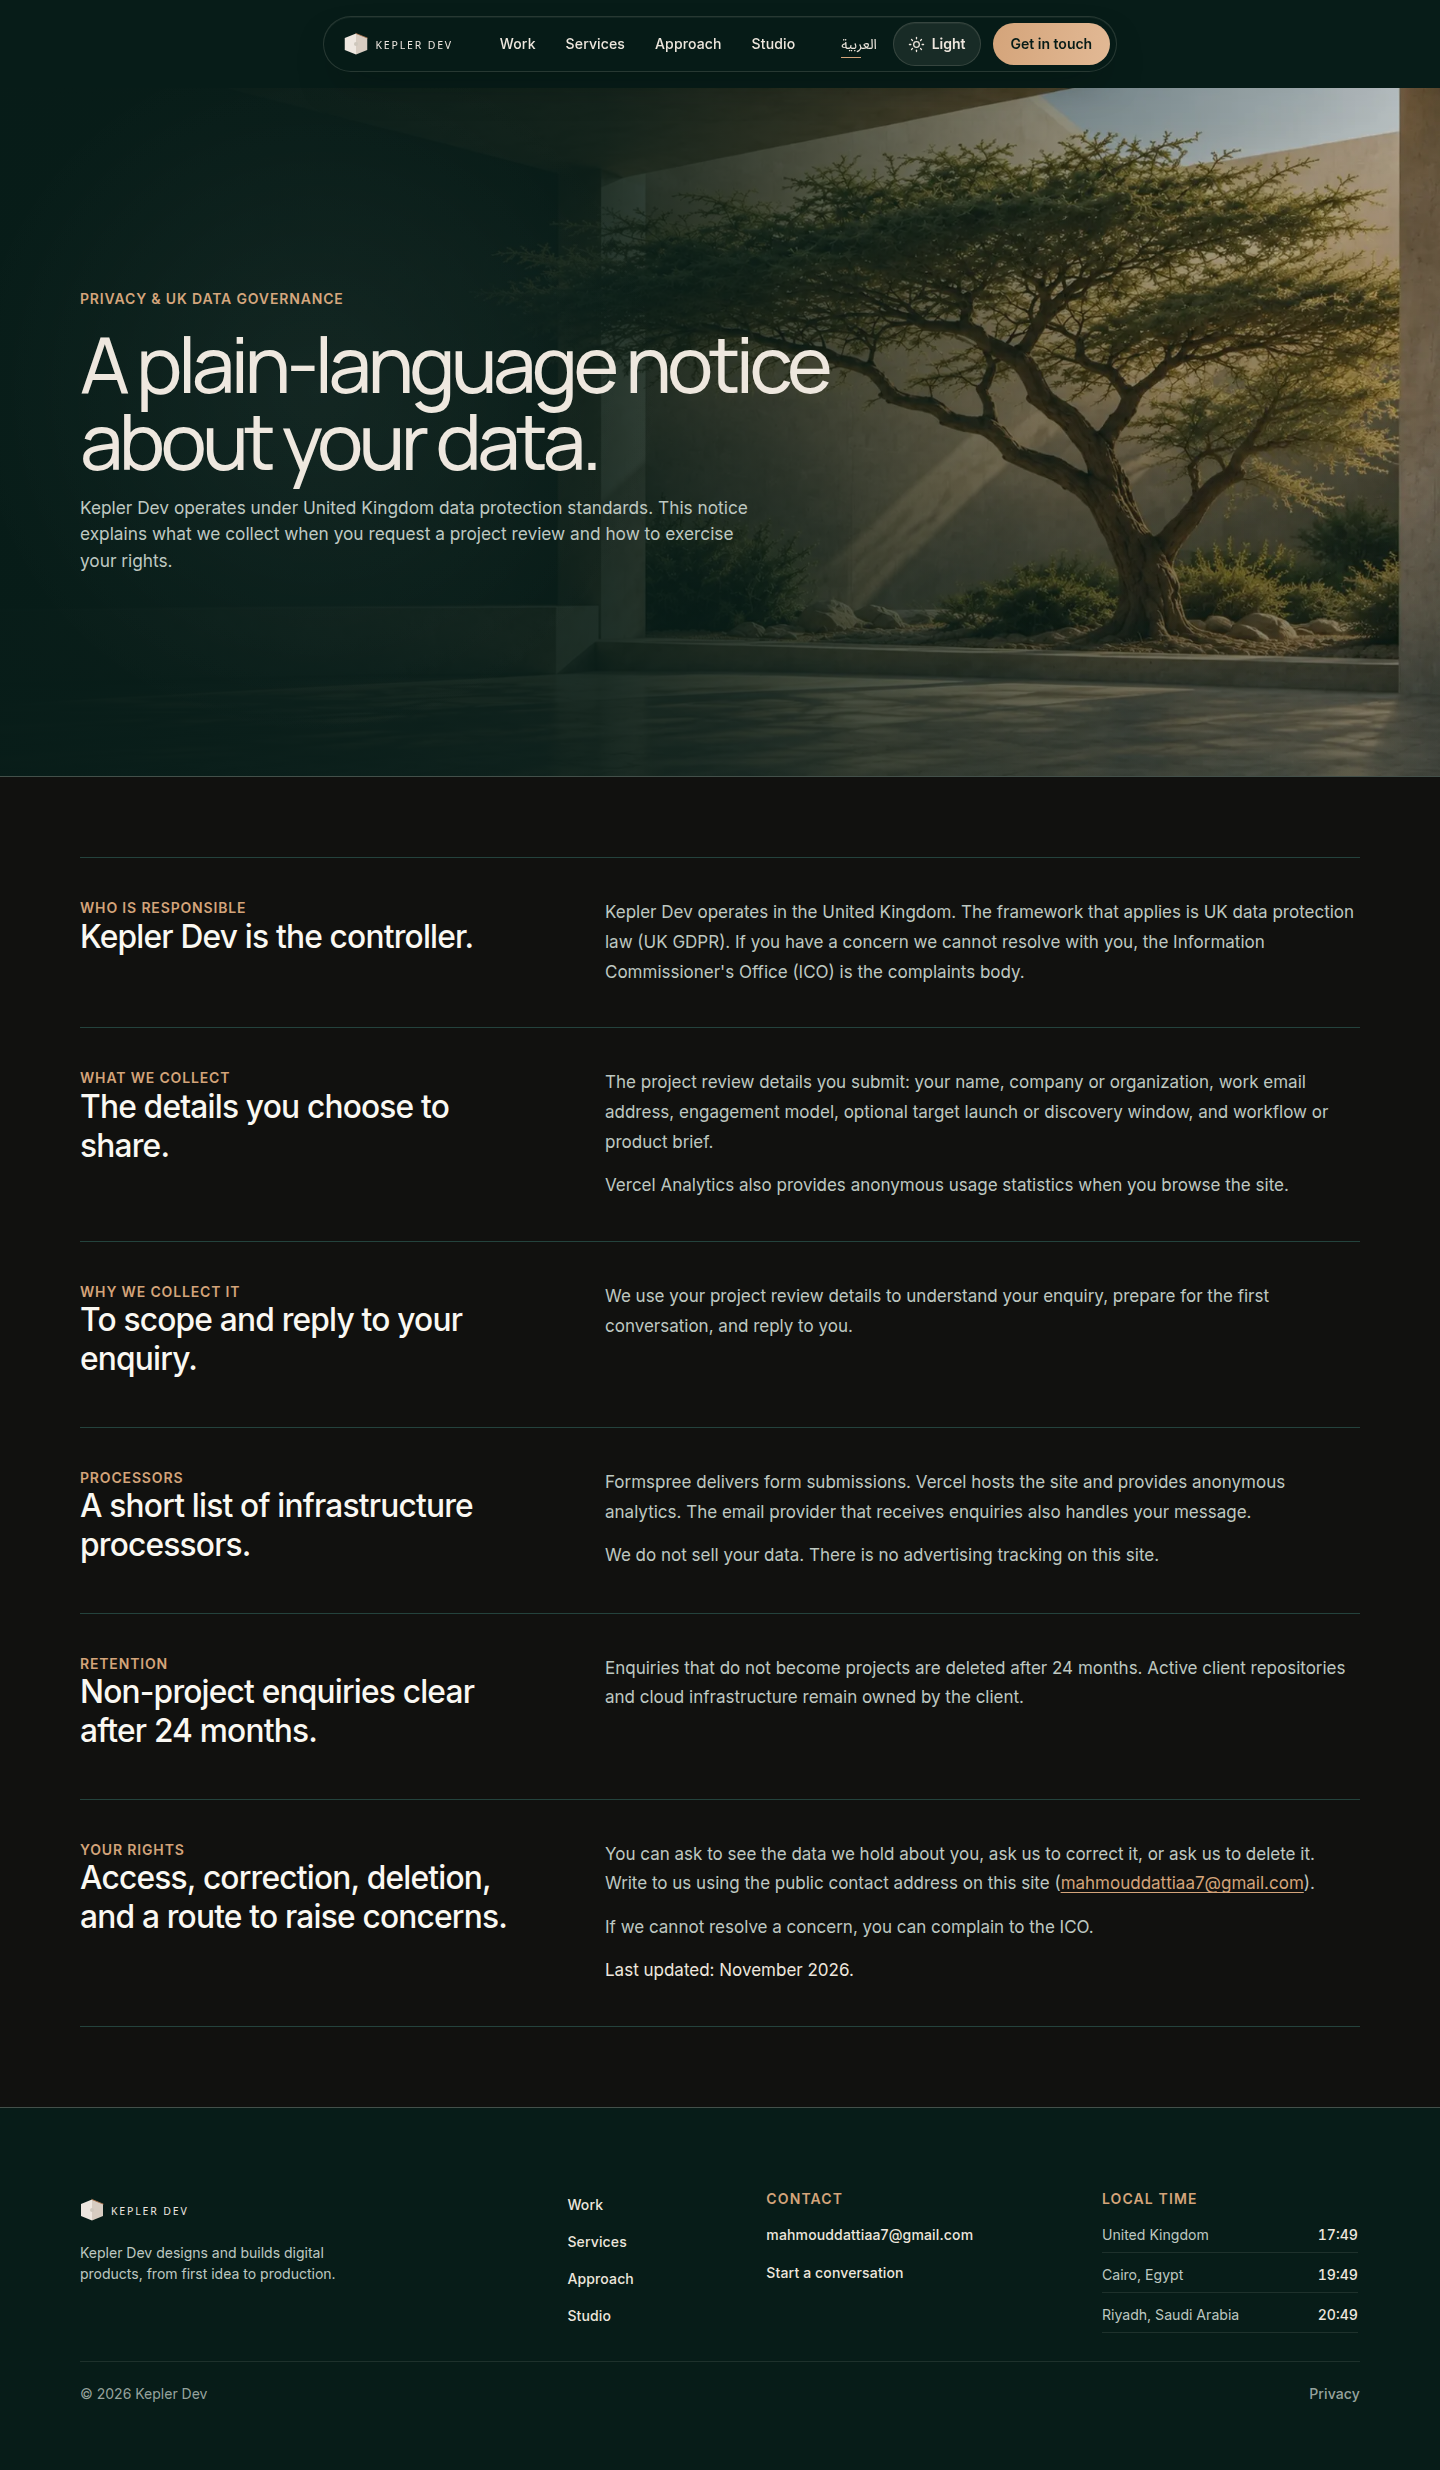 KEPLER DEV
Work
Services
Approach
Studio
العربية
Light
Get in touch
PRIVACY & UK DATA GOVERNANCE
A plain-language notice
about your data.
Kepler Dev operates under United Kingdom data protection standards. This notice
explains what we collect when you request a project review and how to exercise
your rights.
WHO IS RESPONSIBLE
Kepler Dev is the controller.
Kepler Dev operates in the United Kingdom. The framework that applies is UK data protection
law (UK GDPR). If you have a concern we cannot resolve with you, the Information
Commissioner's Office (ICO) is the complaints body.
WHAT WE COLLECT
The details you choose to
share.
The project review details you submit: your name, company or organization, work email
address, engagement model, optional target launch or discovery window, and workflow or
product brief.
Vercel Analytics also provides anonymous usage statistics when you browse the site.
WHY WE COLLECT IT
To scope and reply to your
enquiry.
We use your project review details to understand your enquiry, prepare for the first
conversation, and reply to you.
PROCESSORS
A short list of infrastructure
processors.
Formspree delivers form submissions. Vercel hosts the site and provides anonymous
analytics. The email provider that receives enquiries also handles your message.
We do not sell your data. There is no advertising tracking on this site.
RETENTION
Non-project enquiries clear
after 24 months.
Enquiries that do not become projects are deleted after 24 months. Active client repositories
and cloud infrastructure remain owned by the client.
YOUR RIGHTS
Access, correction, deletion,
and a route to raise concerns.
You can ask to see the data we hold about you, ask us to correct it, or ask us to delete it.
Write to us using the public contact address on this site (mahmouddattiaa7@gmail.com).
If we cannot resolve a concern, you can complain to the ICO.
Last updated: November 2026.
KEPLER DEV
Kepler Dev designs and builds digital
products, from first idea to production.
Work
Services
Approach
Studio
CONTACT
mahmouddattiaa7@gmail.com
Start a conversation
LOCAL TIME
United Kingdom 17:49
Cairo, Egypt 19:49
Riyadh, Saudi Arabia 20:49
© 2026 Kepler Dev
Privacy